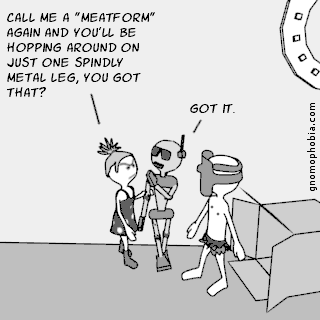 CALL ME A "MEATFORM"
AGAIN AND YOU'LL BE
HOPPING AROUND ON
JUST ONE SPINDLY
METAL LEG, YOU GOT
THAT?
GOT IT.
gnomophobia.com